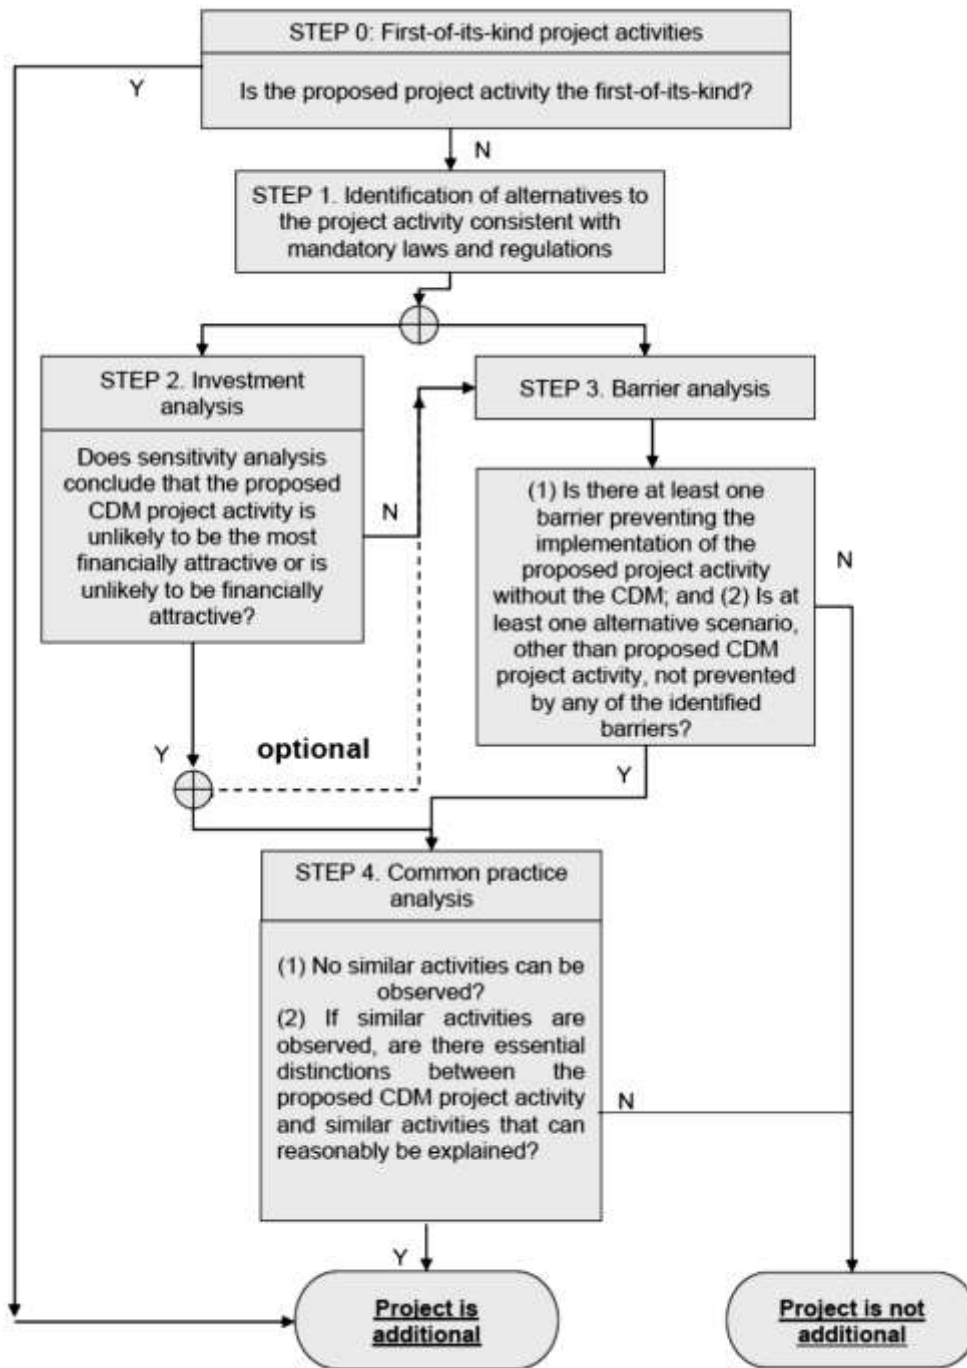 STEP 0: First-of-its-kind project activities
Y
Is the proposed project activity the first-of-its-kind?
N
STEP 1. Identification of alternatives to
the project activity consistent with
mandatory laws and regulations
STEP 2. Investment
analysis
Does sensitivity analysis
conclude that the proposed
CDM project activity is
unlikely to be the most
financially attractive or is
unlikely to be financially
attractive?
N
Y
optional
STEP 3. Barrier analysis
(1) Is there at least one
barrier preventing the
implementation of the
proposed project activity
without the CDM; and (2) Is at
least one alternative scenario,
other than proposed CDM
project activity, not prevented
by any of the identified
barriers?
N
Y
STEP 4. Common practice
analysis
(1) No similar activities can be
observed?
(2) If similar activities are
observed, are there essential
distinctions between the
proposed CDM project activity
and similar activities that can
reasonably be explained?
N
Y
Project is
additional
Project is not
additional